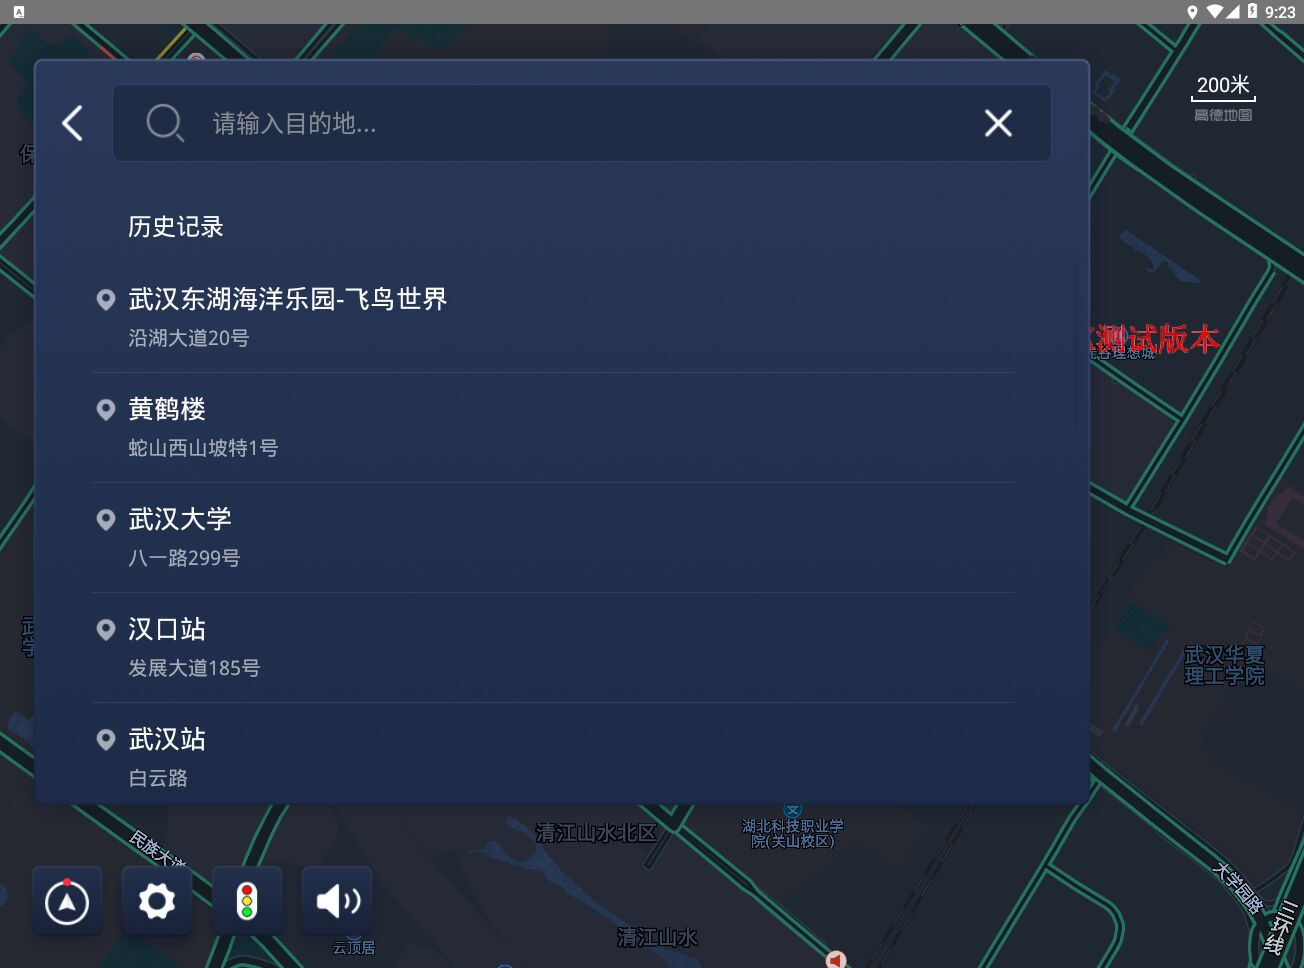 9:23
200米
高德地图
请输入目的地...
历史记录
武汉东湖海洋乐园-飞鸟世界
沿湖大道20号
测试版本
谷理想城
黄鹤楼
蛇山西山坡特1号
武汉大学
八一路299号
汉口站
发展大道185号
武汉华夏
理工学院
武汉站
白云路
民族大道
清江山水北区
湖北科技职业学
院(关山校区)
大学园路
三环线
清江山水
云顶居